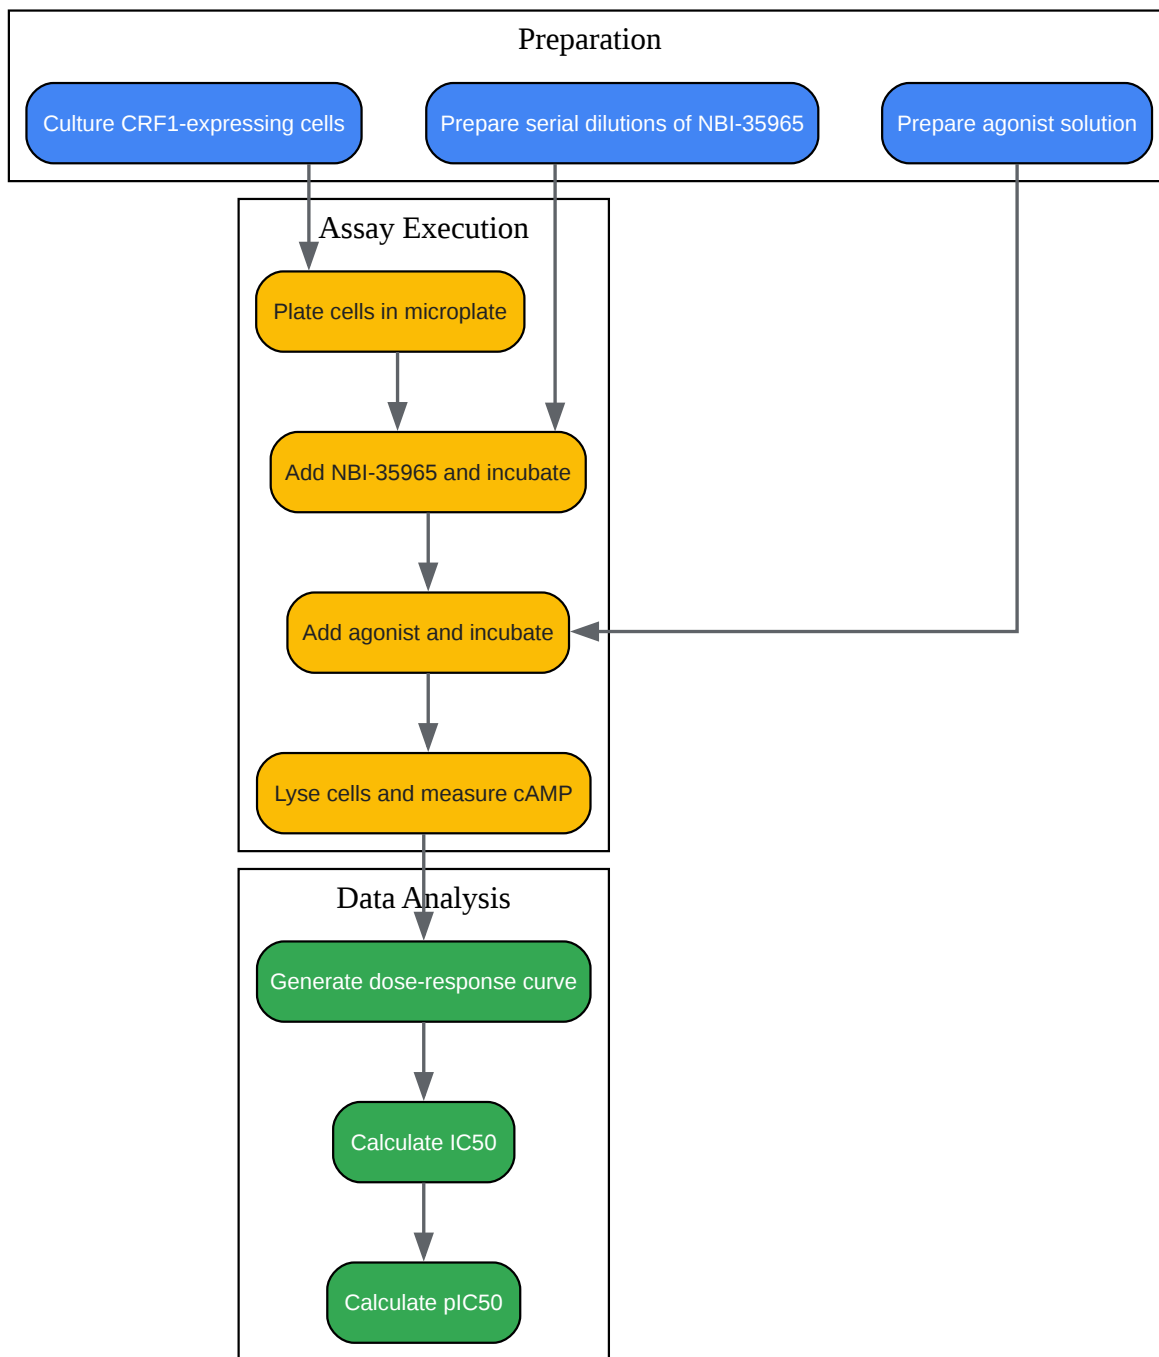 Preparation
Culture CRF1-expressing cells
Prepare serial dilutions of NBI-35965
Prepare agonist solution
Assay Execution
Plate cells in microplate
Add NBI-35965 and incubate
Add agonist and incubate
Lyse cells and measure cAMP
Data Analysis
Generate dose-response curve
Calculate IC50
Calculate pIC50